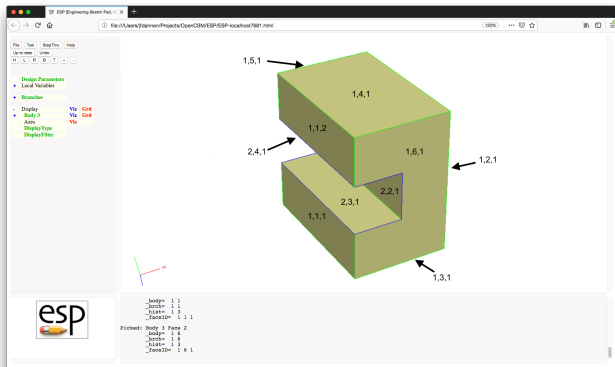 ESP (Engineering Sketch Pad, V
file:///Users/jfdannen/Projects/OpenCSM/ESP/ESP-localhost7681.html
120%
File Tool StepThru Help
Up to date Undo
H L R B T + -
Design Parameters
+ Local Variables
+ Branches
- Display Viz Grd
+ Body 3 Viz Grd
Axes Viz
DisplayType
DisplayFilter
1,5,1
1,4,1
1,1,2
2,4,1
1,6,1
1,2,1
2,2,1
2,3,1
1,1,1
1,3,1
x
esp
_body= 1 1
_brch= 1 1
_hist= 1 3
_faceID= 1 1 1
Picked: Body 3 Face 2
_body= 1 6
_brch= 1 6
_hist= 1 3
_faceID= 1 6 1